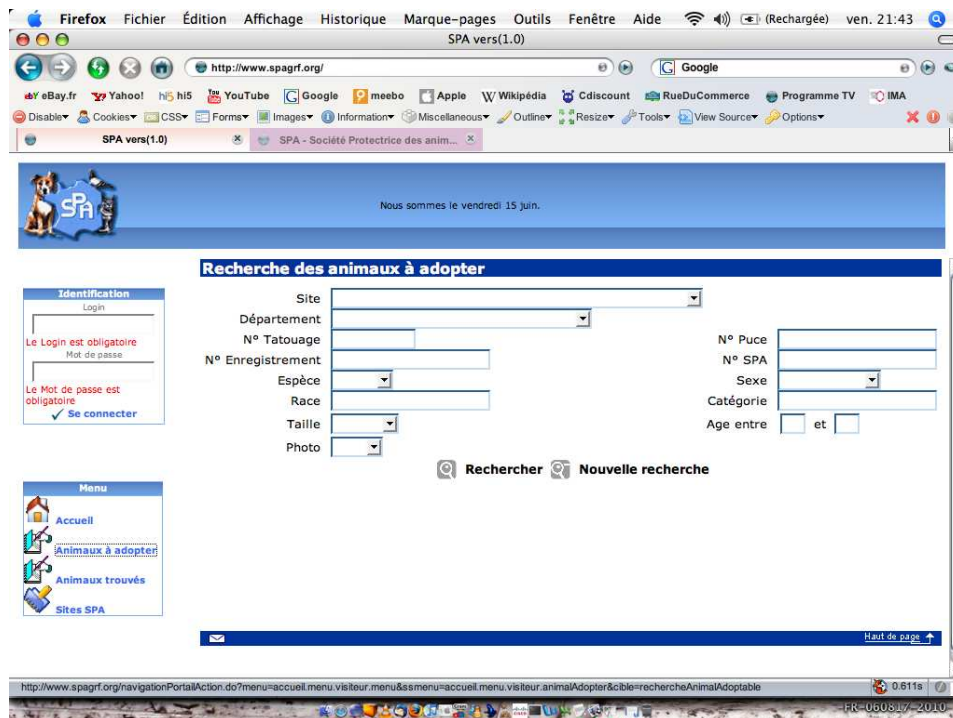 Firefox Fichier Édition Affichage Historique Marque-pages Outils Fenêtre Aide (Rechargée) ven. 21:43
SPA vers(1.0)
http://www.spagrf.org/ Google
eBay.fr Yahoo! hi5 YouTube Google meebo Apple Wikipédia Cdiscount RueDuCommerce Programme TV IMA
Disable Cookies CSS Forms Images Information Miscellaneous Outline Resize Tools View Source Options
SPA vers(1.0) SPA - Société Protectrice des anim...
SPA
Nous sommes le vendredi 15 juin.
Recherche des animaux à adopter
Identification
Login
Le Login est obligatoire
Mot de passe
Le Mot de passe est
obligatoire
Se connecter
Site
Département
N° Tatouage N° Puce
N° Enregistrement N° SPA
Espèce Sexe
Race Catégorie
Taille Age entre et
Photo
Rechercher Nouvelle recherche
Menu
Accueil
Animaux à adopter
Animaux trouvés
Sites SPA
Haut de page
http://www.spagrf.org/navigationPortailAction.do?menu=accueil.menu.visiteur.menu&ssmenu=accueil.menu.visiteur.animalAdopter&cible=rechercheAnimalAdoptable 0.611s
FR-060817-2010